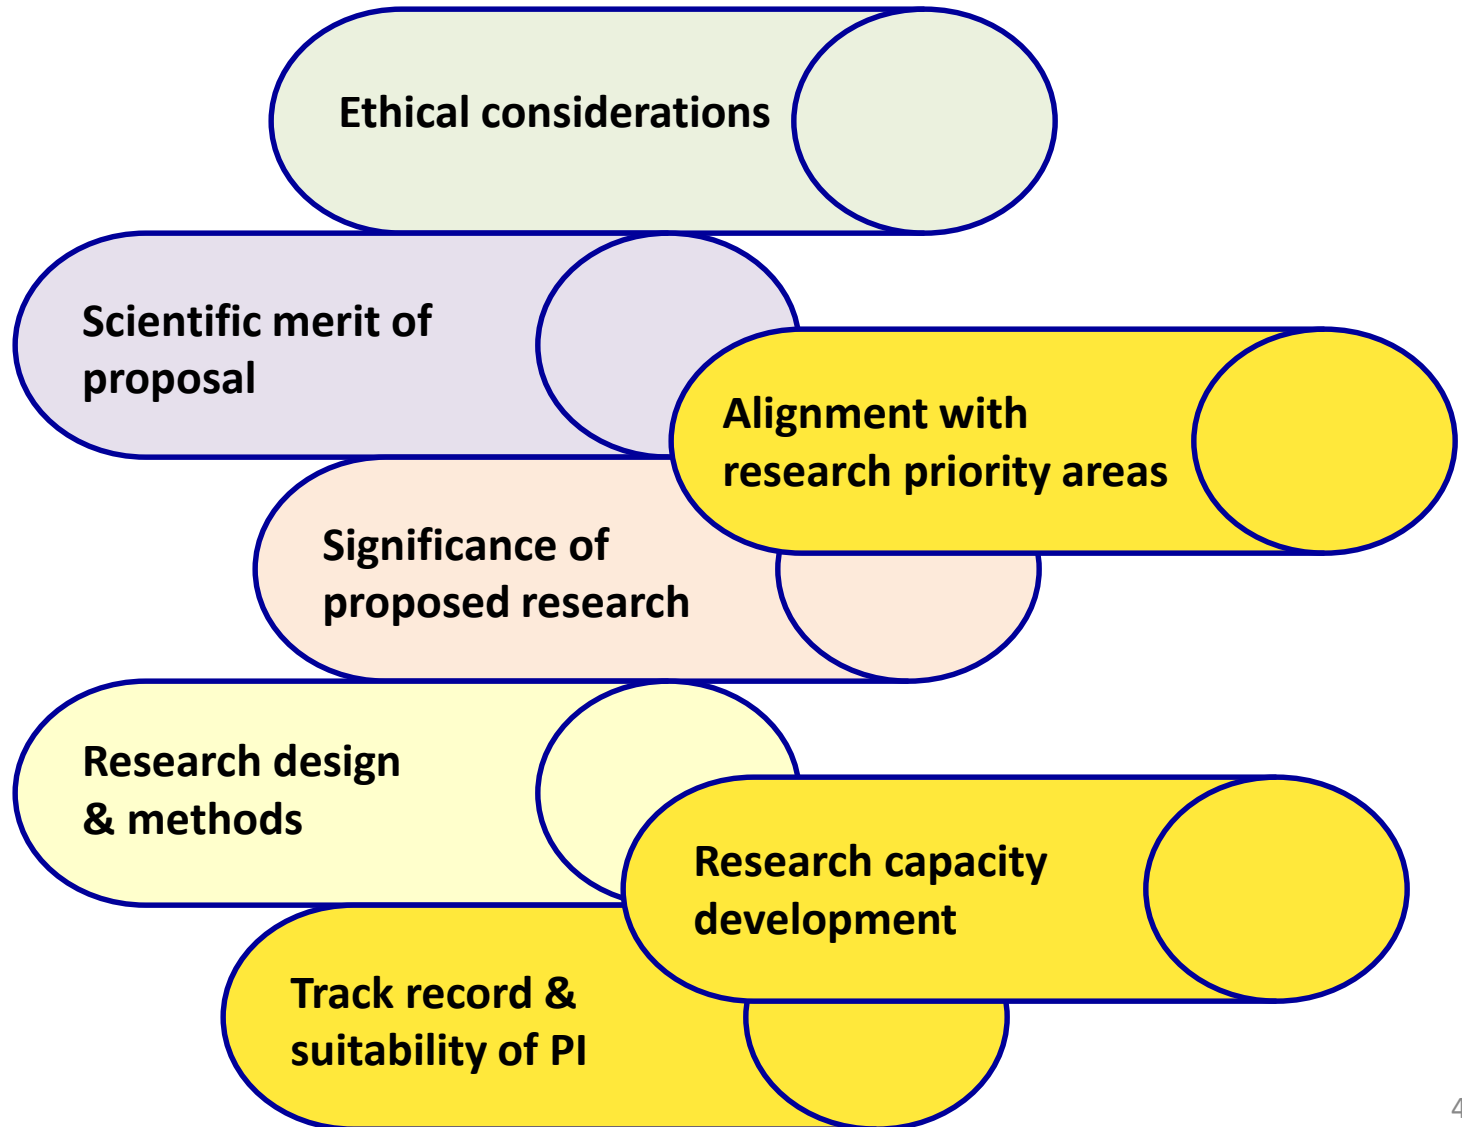 Ethical considerations
Scientific merit of
proposal
Alignment with
research priority areas
Significance of
proposed research
Research design
& methods
Research capacity
development
Track record &
suitability of PI
4